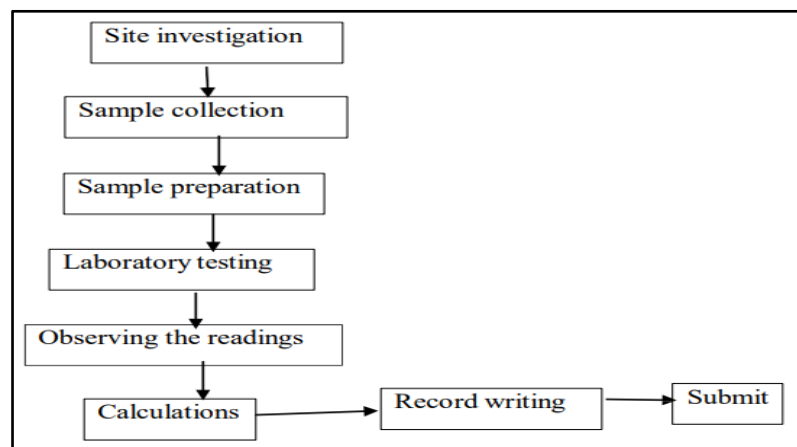 Site investigation
Sample collection
Sample preparation
Laboratory testing
Observing the readings
Calculations
Record writing
Submit